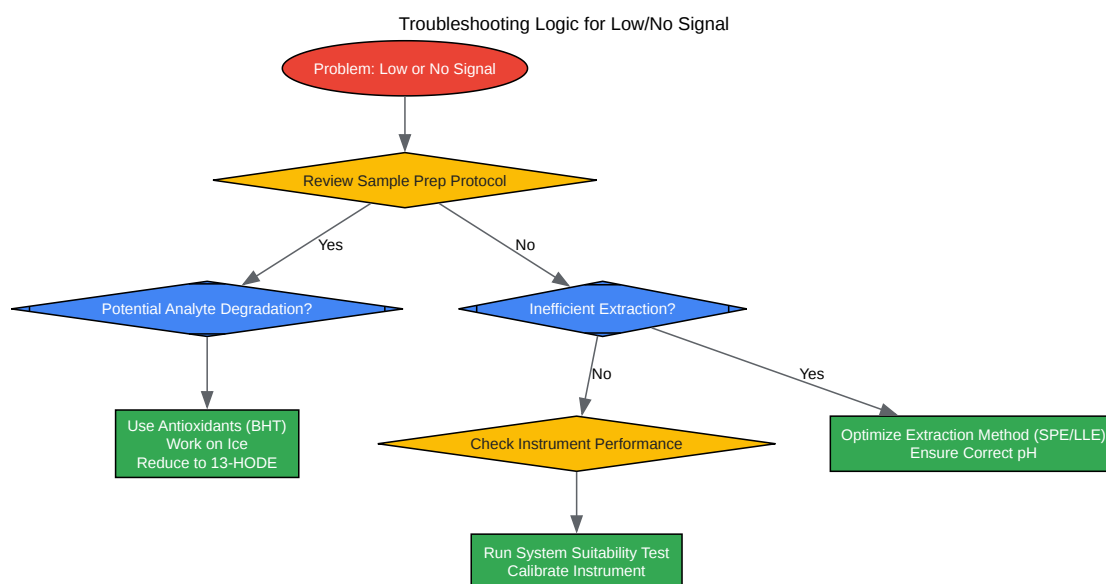 Troubleshooting Logic for Low/No Signal
Problem: Low or No Signal
Review Sample Prep Protocol
Yes
No
Potential Analyte Degradation?
Inefficient Extraction?
No
Yes
Use Antioxidants (BHT)
Work on Ice
Reduce to 13-HODE
Check Instrument Performance
Optimize Extraction Method (SPE/LLE)
Ensure Correct pH
Run System Suitability Test
Calibrate Instrument